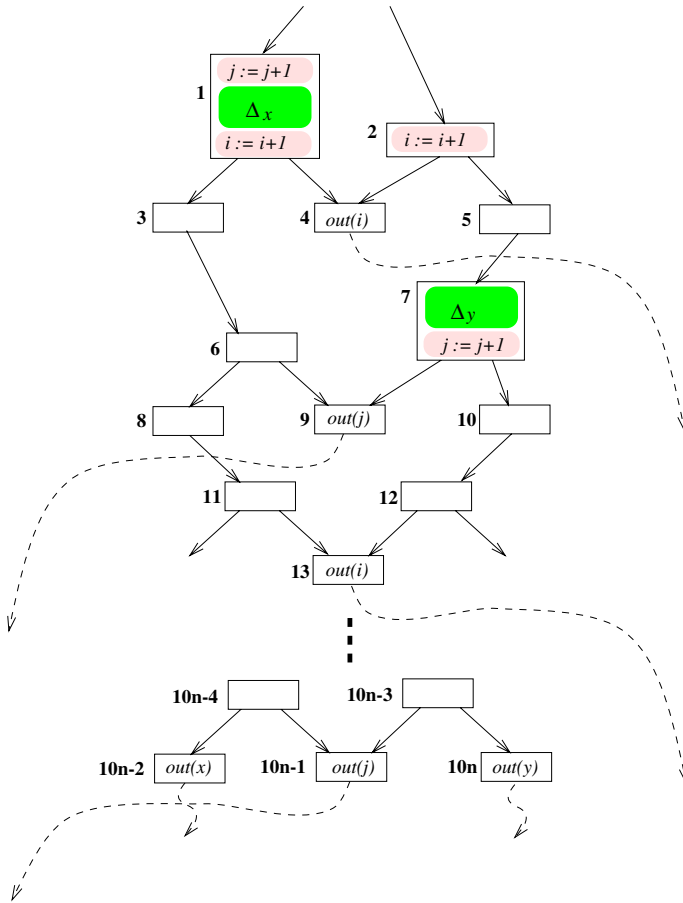 j := j+1
1
Δx
2
i := i+1
i := i+1
3
4
out(i)
5
7
Δy
6
j := j+1
8
9
out(j)
10
11
12
13
out(i)
10n-4
10n-3
10n-2
out(x)
10n-1
out(j)
10n
out(y)